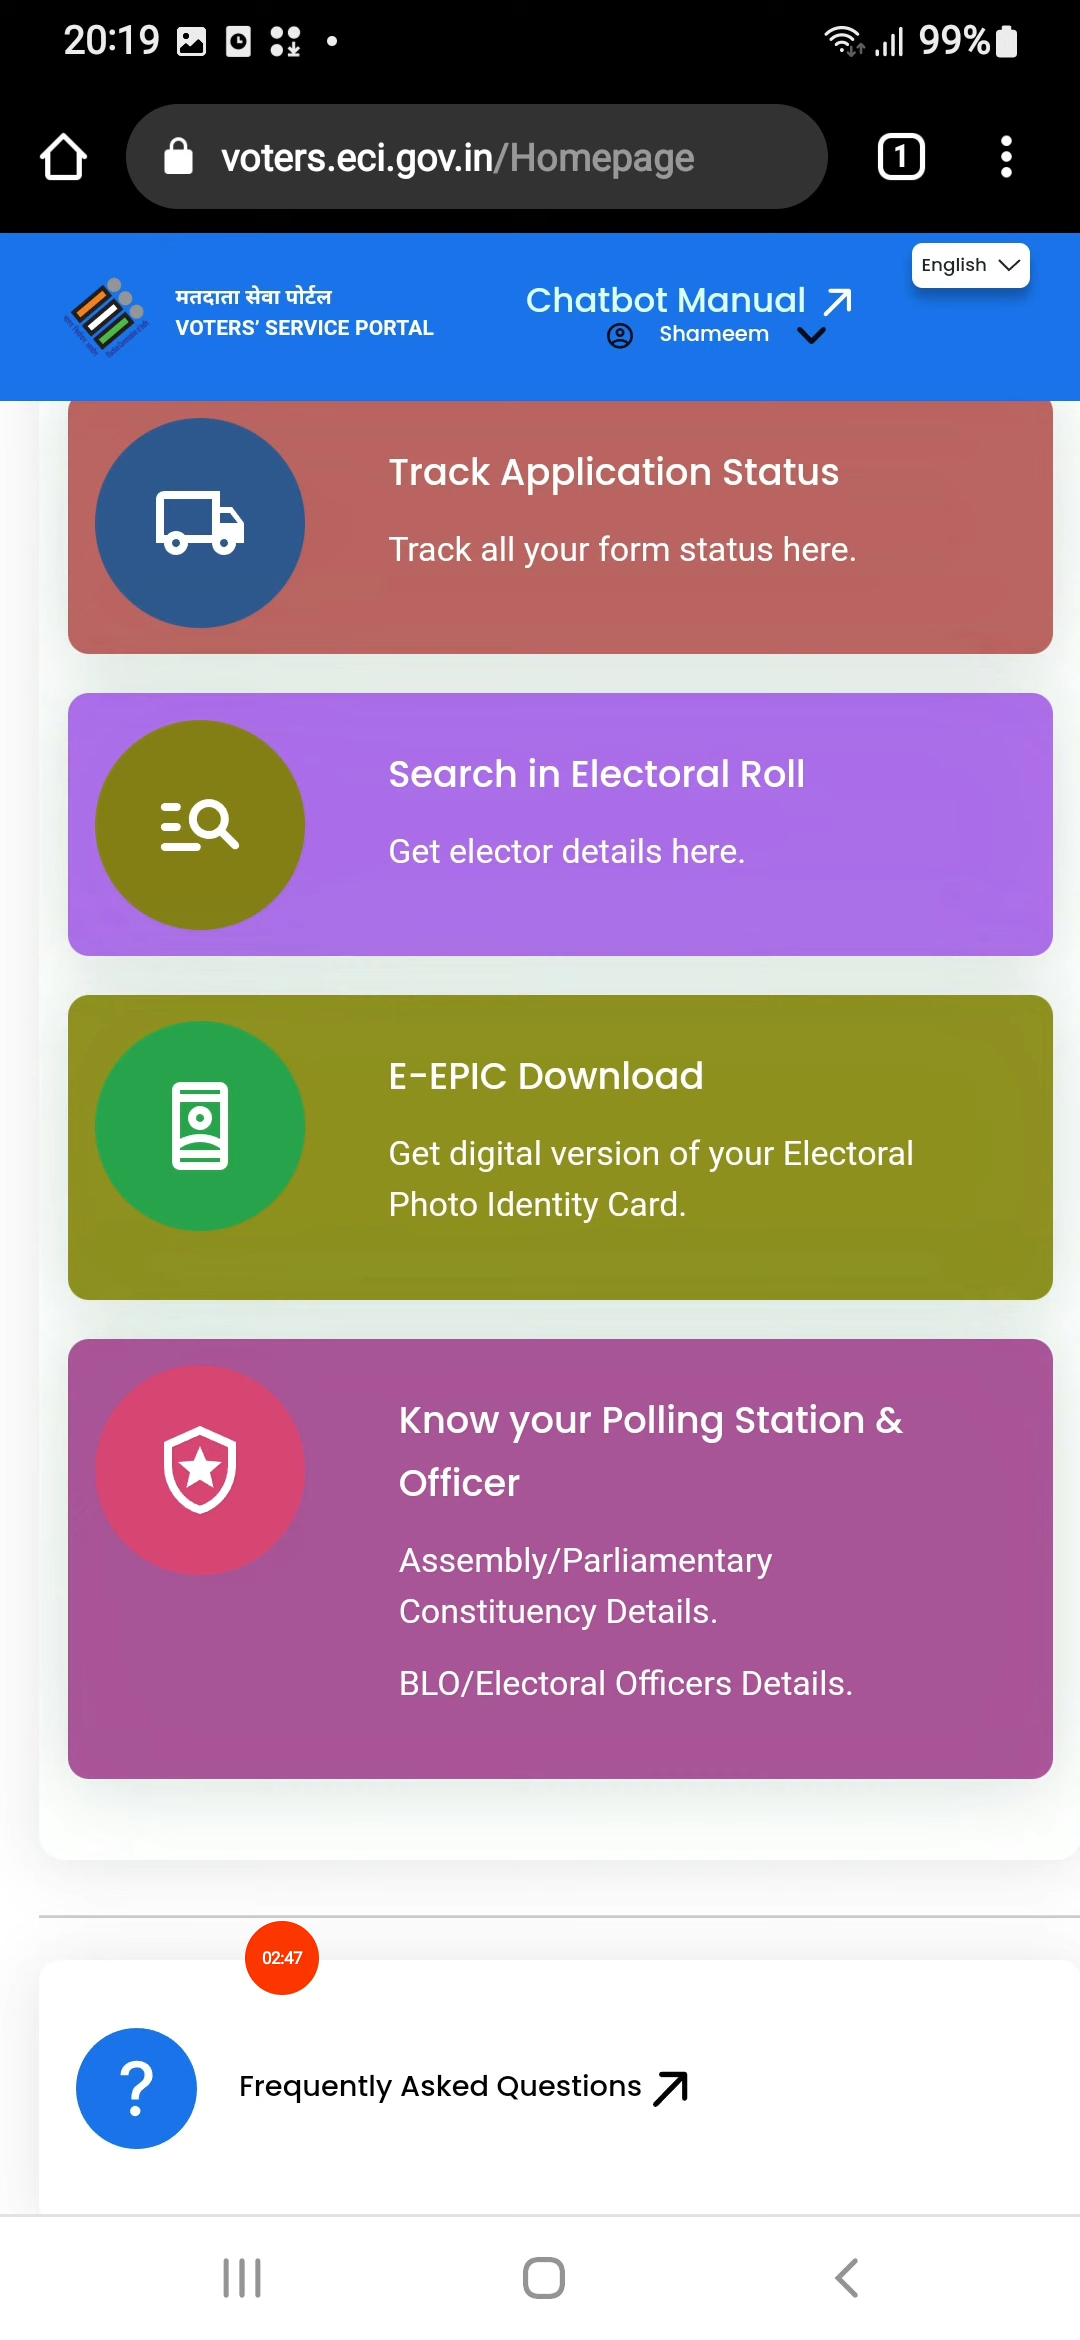 20:19
99%
voters.eci.gov.in/Homepage
1
English
मतदाता सेवा पोर्टल
VOTERS’ SERVICE PORTAL
Chatbot Manual
Shameem
Track Application Status
Track all your form status here.
Search in Electoral Roll
Get elector details here.
E-EPIC Download
Get digital version of your Electoral
Photo Identity Card.
Know your Polling Station &
Officer
Assembly/Parliamentary
Constituency Details.
BLO/Electoral Officers Details.
02:47
?
Frequently Asked Questions